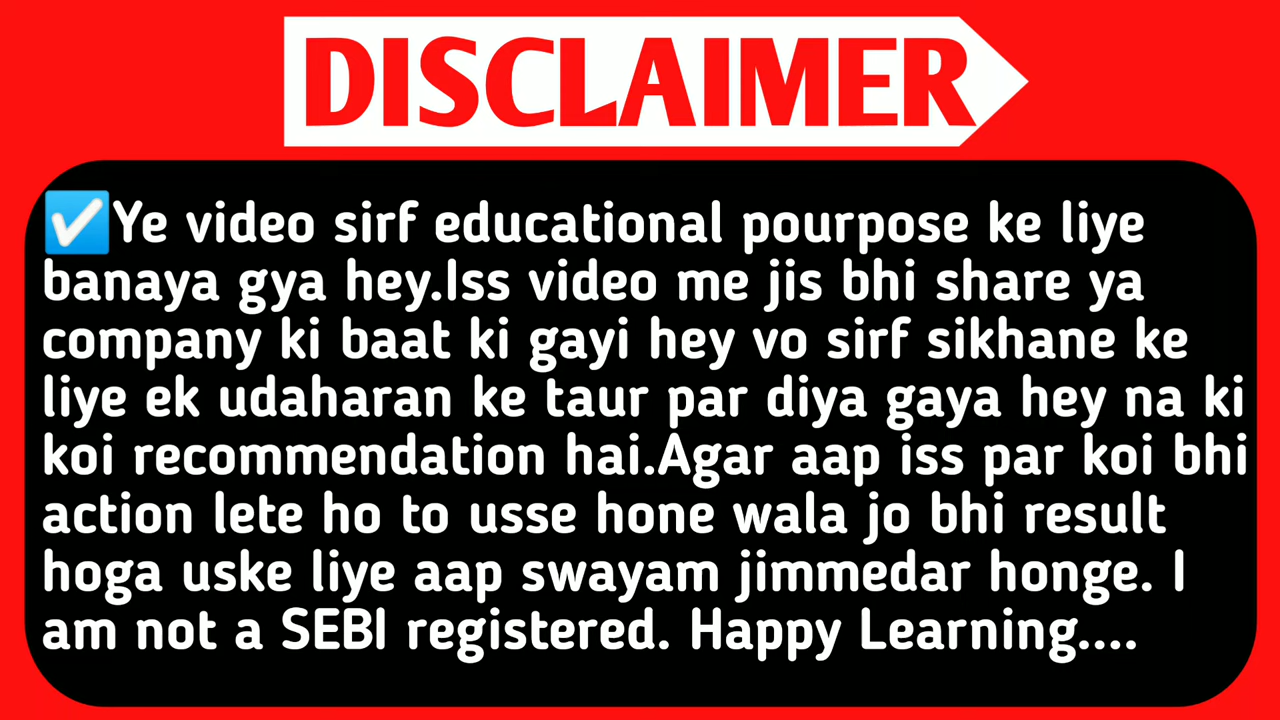 DISCLAIMER
✅Ye video sirf educational pourpose ke liye
banaya gya hey.Iss video me jis bhi share ya
company ki baat ki gayi hey vo sirf sikhane ke
liye ek udaharan ke taur par diya gaya hey na ki
koi recommendation hai.Agar aap iss par koi bhi
action lete ho to usse hone wala jo bhi result
hoga uske liye aap swayam jimmedar honge. I
am not a SEBI registered. Happy Learning....